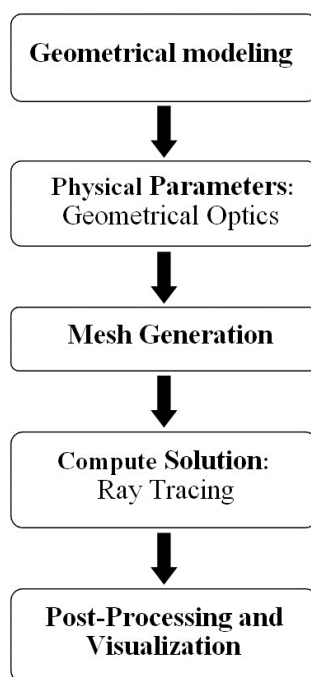 Geometrical modeling
Physical Parameters:
Geometrical Optics
Mesh Generation
Compute Solution:
Ray Tracing
Post-Processing and
Visualization